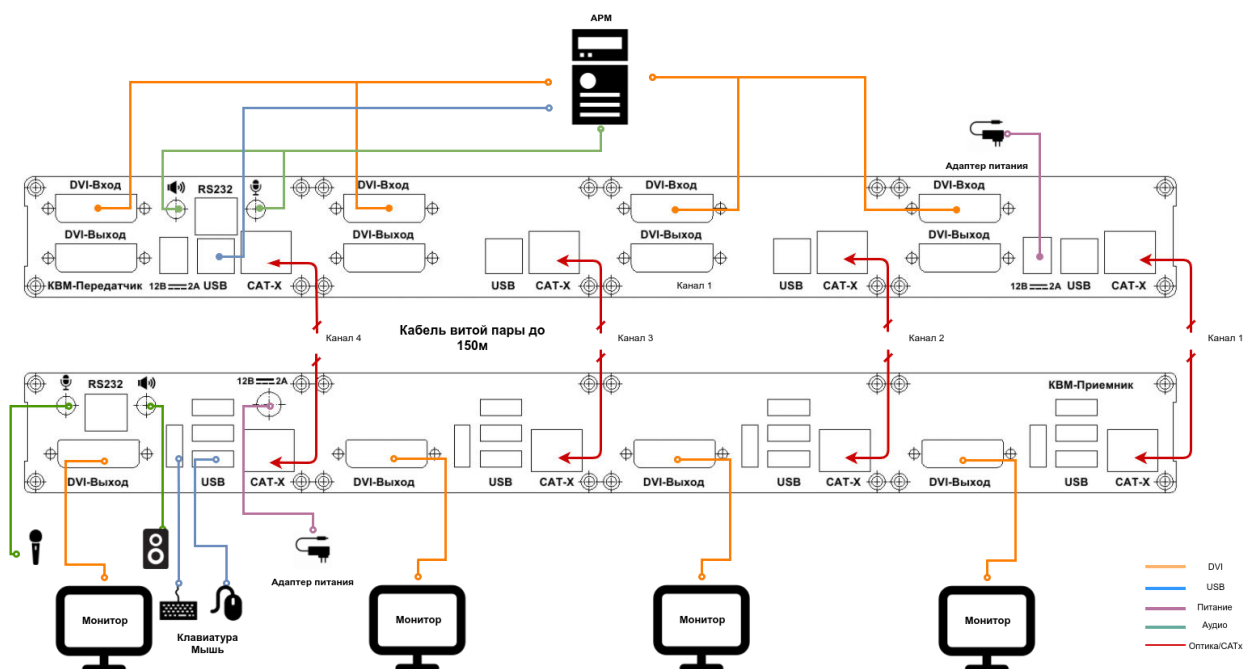 АРМ
Адаптер питания
DVI-Вход
RS232
DVI-Вход
DVI-Вход
DVI-Вход
DVI-Выход
DVI-Выход
DVI-Выход
DVI-Выход
КВМ-Передатчик
12В 2А
USB
CAT-X
USB
CAT-X
Канал 1
USB
CAT-X
12В 2А
USB
CAT-X
Канал 4
Кабель витой пары до
150м
Канал 3
Канал 2
Канал 1
RS232
12В 2А
КВМ-Приемник
DVI-Выход
USB
CAT-X
DVI-Выход
USB
CAT-X
DVI-Выход
USB
CAT-X
DVI-Выход
USB
CAT-X
Адаптер питания
Монитор
Клавиатура
Мышь
Монитор
Монитор
Монитор
DVI
USB
Питание
Аудио
Оптика/CATx